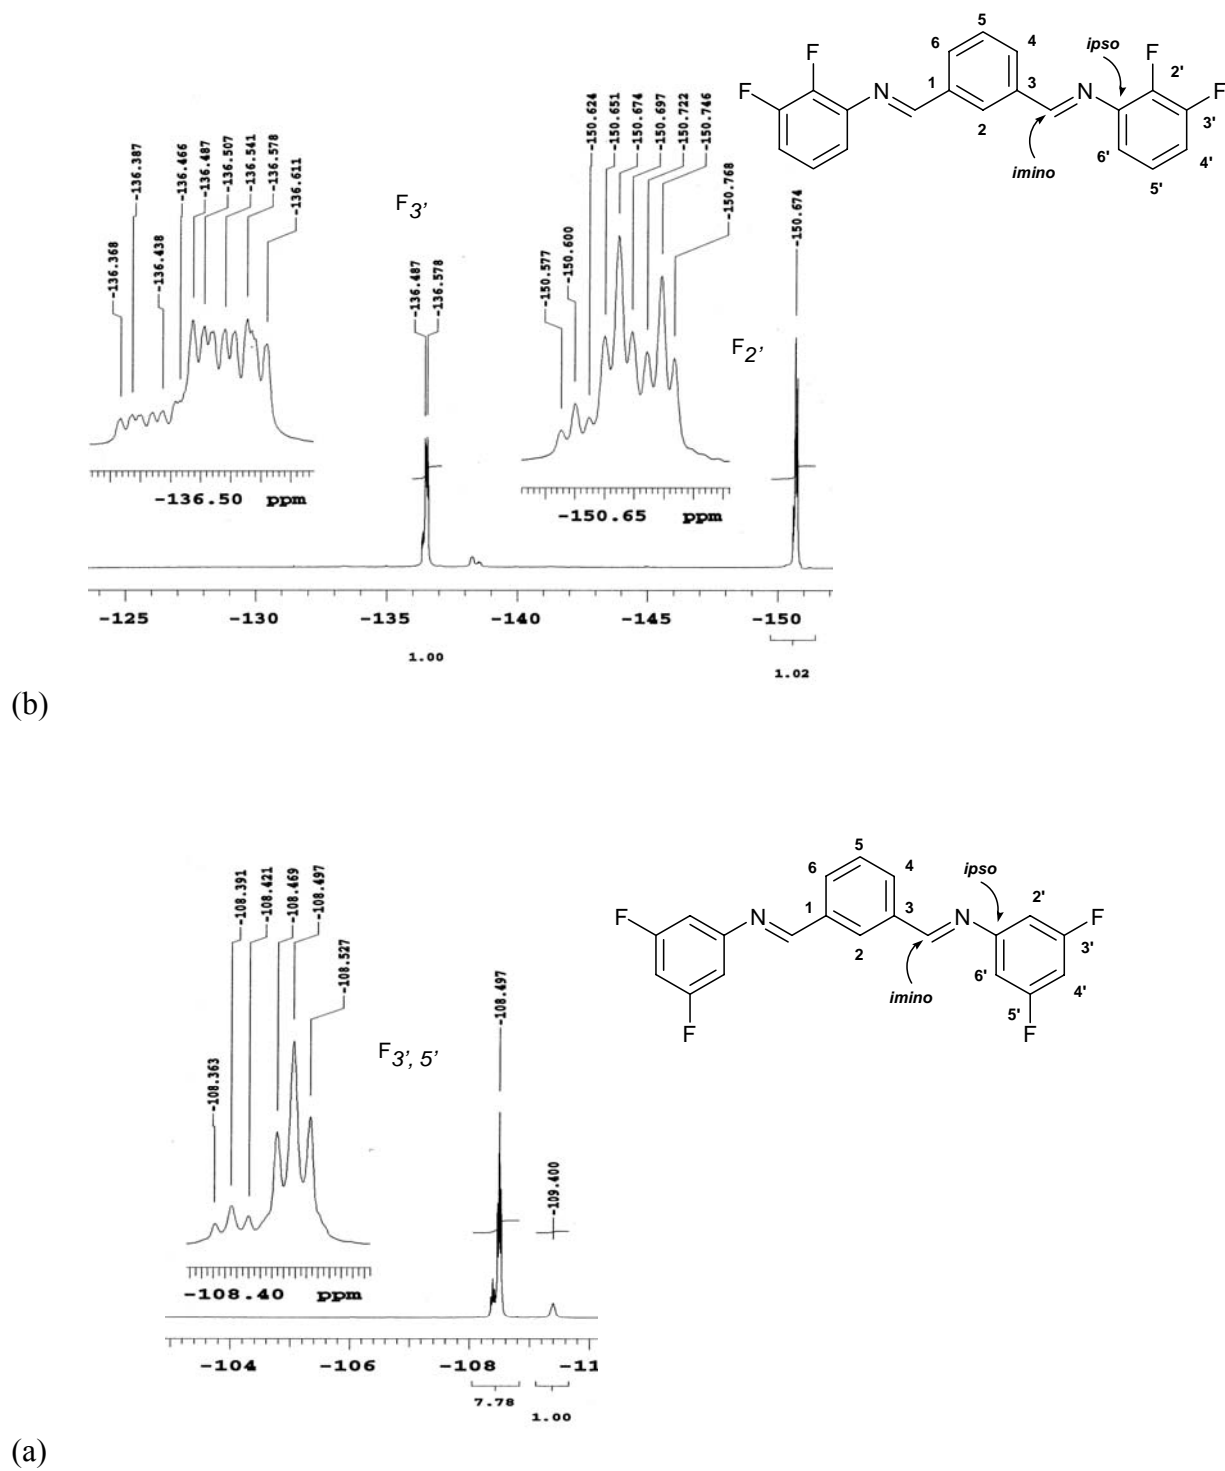 5
6
4
ipso
F
F
F
F
2'
1
3
N
N
3'
2
6'
4'
imino
5'
-136.368
-136.387
-136.438
-136.466
-136.487
-136.507
-136.541
-136.578
-136.611
F3'
-136.487
-136.578
-150.577
-150.600
-150.624
-150.651
-150.674
-150.697
-150.722
-150.746
-150.768
-150.674
F2'
-136.50 ppm
-150.65 ppm
-125 -130 -135 -140 -145 -150
1.00
1.02
(b)
5
6
4
ipso
2'
F
F
1
3
N
N
3'
2
6'
4'
imino
5'
F
F
-108.363
-108.391
-108.421
-108.469
-108.497
-108.527
F3', 5'
-108.497
-109.400
-108.40 ppm
-104 -106 -108 -11
7.78
1.00
(a)